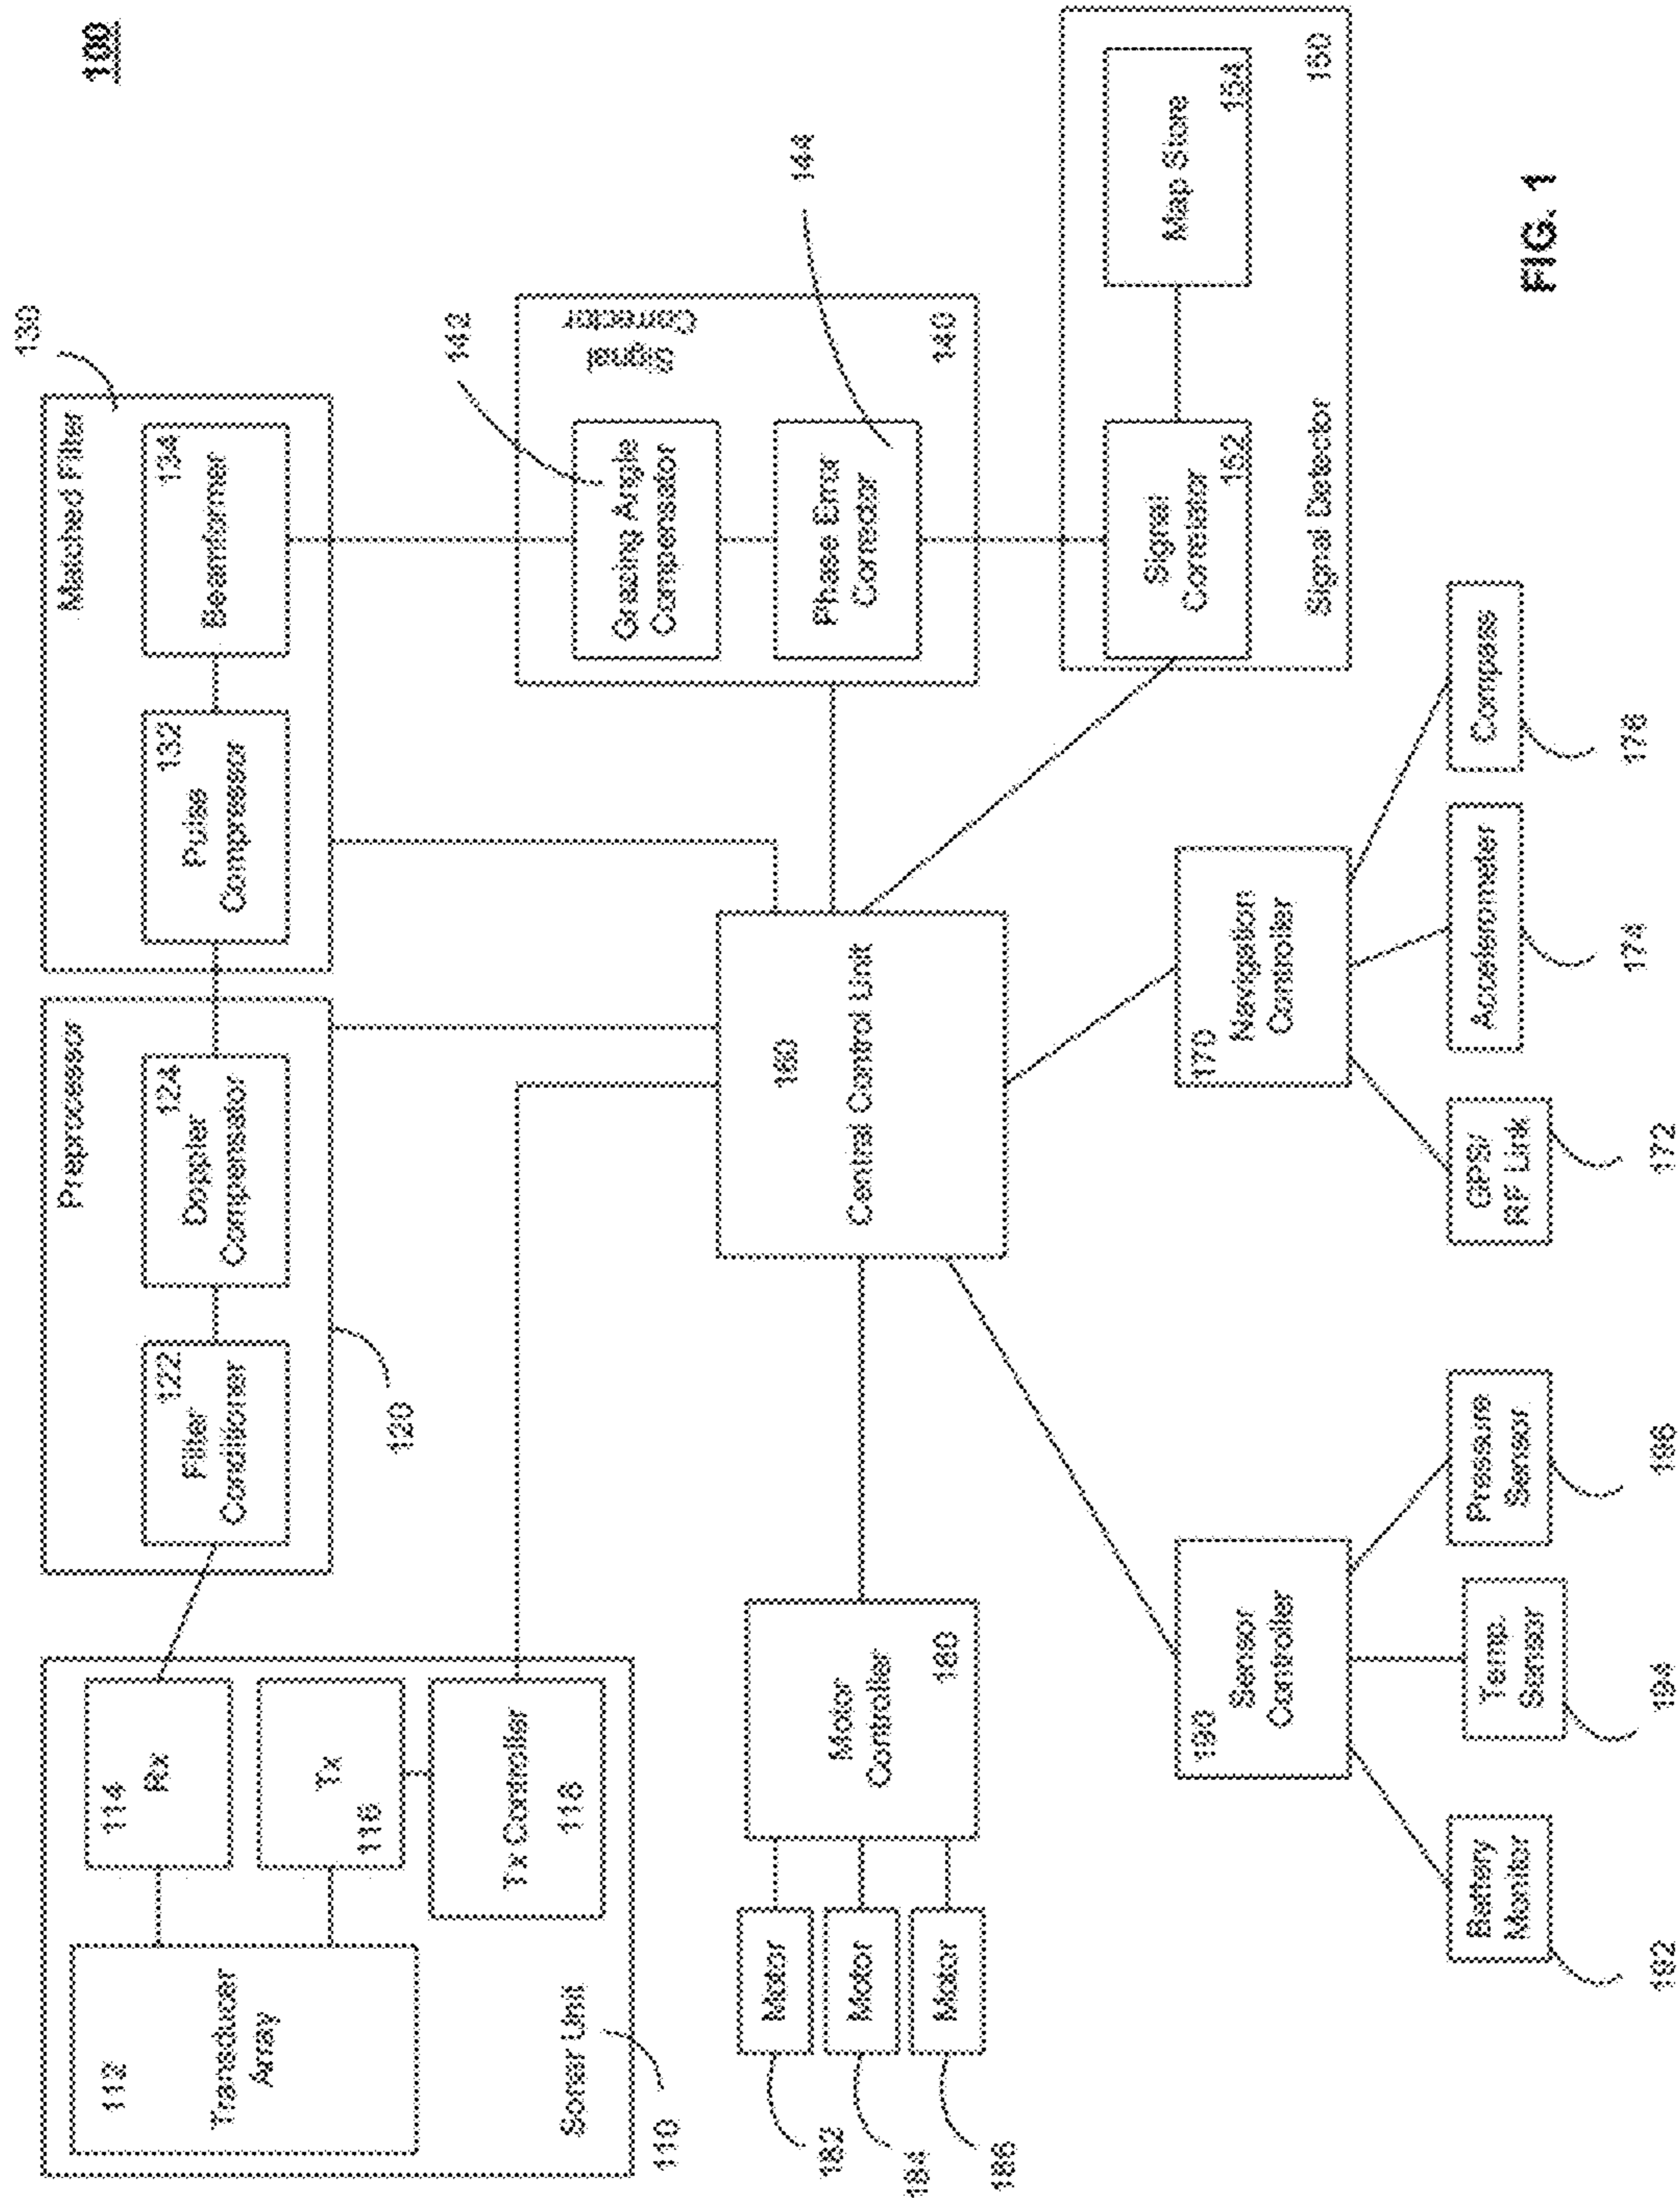 100
112
Transducer
Array
114
Rx
Tx
116
Tx Controller
118
Sonar Unit
110
Preprocessor
122
Filter
Conditioner
124
Doppler
Compensator
120
Matched Filter
130
132
Pulse
Compressor
134
Beamformer
142
Grazing Angle
Compensator
Signal
Corrector
Phase Error
Corrector
140
144
Signal
Correlator
152
Map Store
154
Signal Detector
150
160
Central Control Unit
Motor
Controller
180
Motor
Motor
Motor
182
184
186
190
Sensor
Controller
Battery
Monitor
Temp.
Sensor
Pressure
Sensor
192
194
196
170
Navigation
Controller
GPS/
RF Link
Accelerometer
Compass
172
174
176
FIG. 1